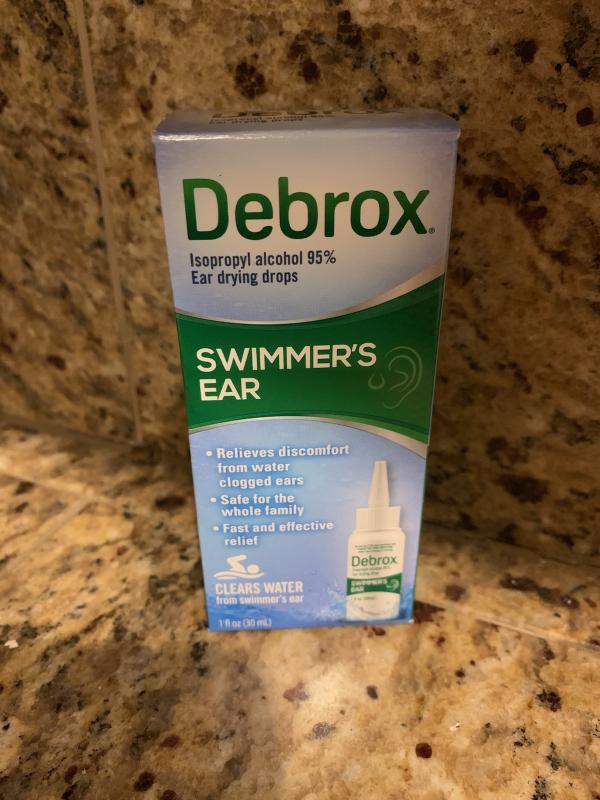 Debrox®
Isopropyl alcohol 95%
Ear drying drops
SWIMMER'S
EAR
• Relieves discomfort
from water
clogged ears
• Safe for the
whole family
• Fast and effective
relief
CLEARS WATER
from swimmer's ear
1 fl oz (30 mL)
Debrox
SWIMMER'S
EAR